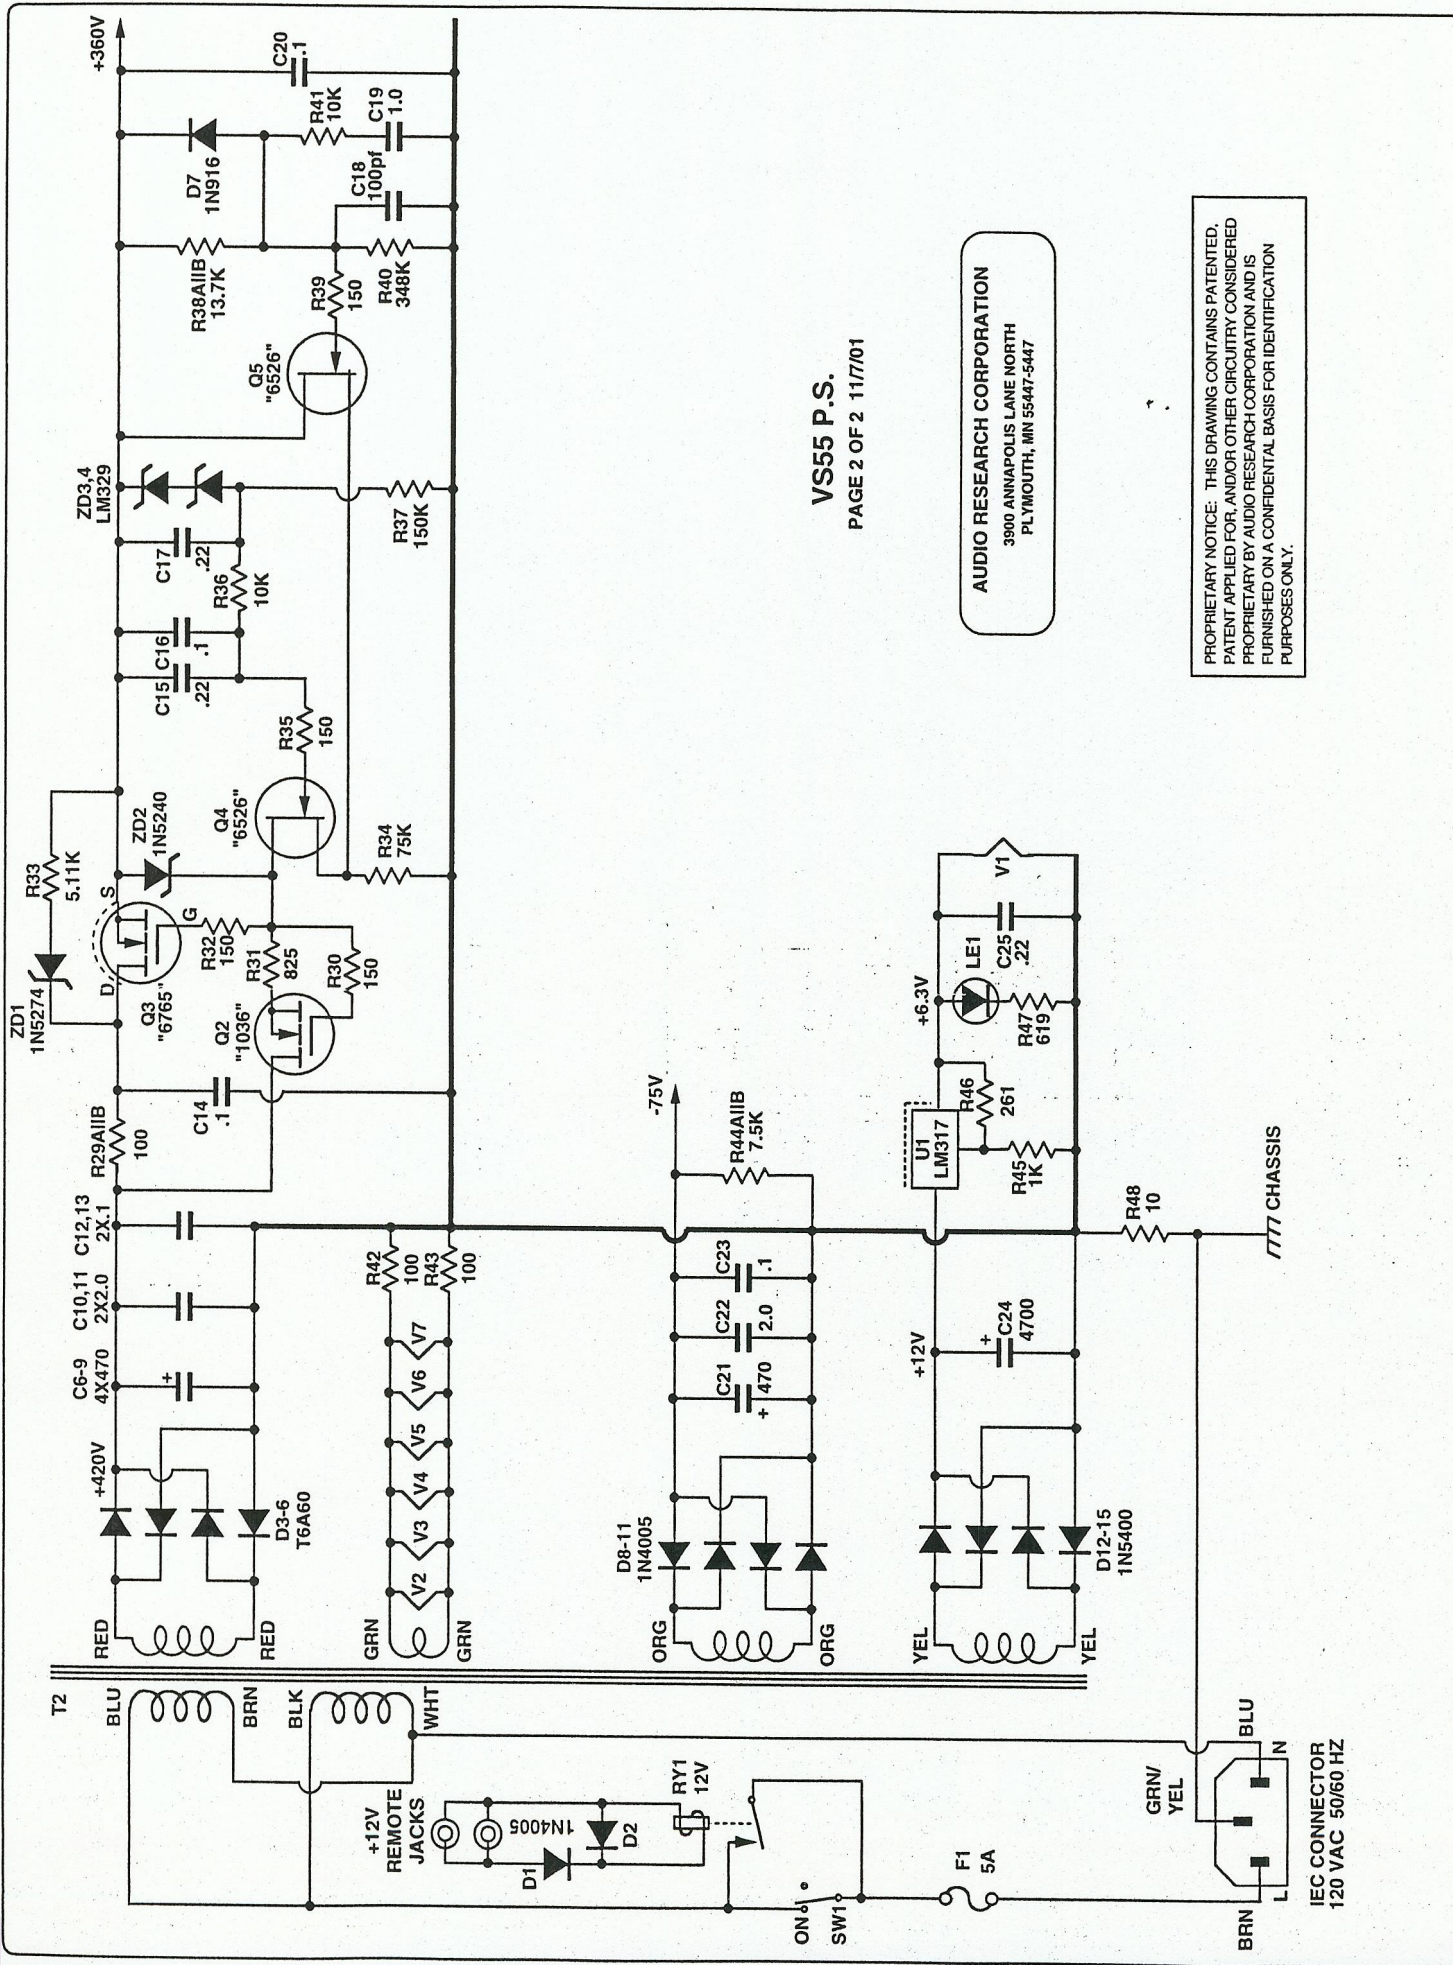 T2
BLU
BRN
BLK
WHT
+12V
REMOTE
JACKS
D1
1N4005
D2
RY1
12V
ON
SW1
F1
5A
BRN
L
GRN/
YEL
BLU
N
IEC CONNECTOR
120 VAC 50/60 HZ
RED
RED
D3-6
T6A60
+420V
C6-9
4X470
+
C10,11
2X2.0
C12,13
2X.1
R29AIIB
100
C14
.1
ZD1
1N5274
R33
5.11K
D
S
G
Q3
"6765"
Q2
"1036"
R32
150
R31
825
R30
150
ZD2
1N5240
Q4
"6526"
R34
75K
R35
150
C15
.22
C16
.1
R36
10K
C17
.22
ZD3,4
LM329
R37
150K
Q5
"6526"
R38AIIB
13.7K
R39
150
R40
348K
D7
1N916
C18
100pf
R41
10K
C19
1.0
C20
.1
+360V
GRN
GRN
V2
V3
V4
V5
V6
V7
R42
100
R43
100
ORG
ORG
D8-11
1N4005
C21
470
+
C22
2.0
C23
.1
-75V
R44AIIB
7.5K
YEL
YEL
D12-15
1N5400
+12V
+
C24
4700
U1
LM317
R45
1K
R46
261
+6.3V
LE1
R47
619
C25
.22
V1
R48
10
CHASSIS
VS55 P.S.
PAGE 2 OF 2 11/7/01
AUDIO RESEARCH CORPORATION
3900 ANNAPOLIS LANE NORTH
PLYMOUTH, MN 55447-5447
PROPRIETARY NOTICE: THIS DRAWING CONTAINS PATENTED,
PATENT APPLIED FOR, AND/OR OTHER CIRCUITRY CONSIDERED
PROPRIETARY BY AUDIO RESEARCH CORPORATION AND IS
FURNISHED ON A CONFIDENTAL BASIS FOR IDENTIFICATION
PURPOSES ONLY.